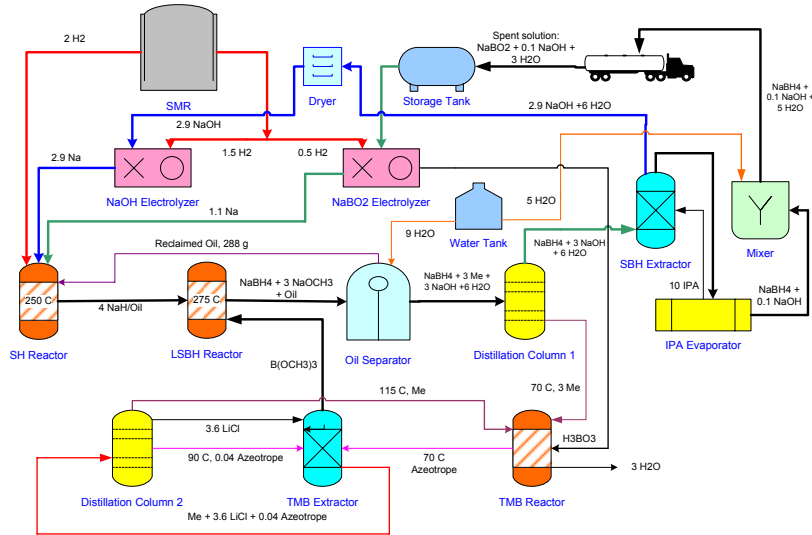 2 H2
SMR
Dryer
Storage Tank
Spent solution:
NaBO2 + 0.1 NaOH +
3 H2O
NaBH4 +
0.1 NaOH +
5 H2O
2.9 NaOH
2.9 NaOH +6 H2O
1.5 H2
0.5 H2
2.9 Na
NaOH Electrolyzer
NaBO2 Electrolyzer
1.1 Na
Water Tank
5 H2O
9 H2O
SBH Extractor
Mixer
Reclaimed Oil, 288 g
NaBH4 + 3 NaOH
+ 6 H2O
10 IPA
NaBH4 +
0.1 NaOH
250 C
4 NaH/Oil
275 C
NaBH4 + 3 NaOCH3
+ Oil
NaBH4 + 3 Me +
3 NaOH +6 H2O
SH Reactor
LSBH Reactor
Oil Separator
Distillation Column 1
IPA Evaporator
B(OCH3)3
115 C, Me
70 C, 3 Me
3.6 LiCl
H3BO3
90 C, 0.04 Azeotrope
70 C
Azeotrope
3 H2O
Distillation Column 2
TMB Extractor
TMB Reactor
Me + 3.6 LiCl + 0.04 Azeotrope